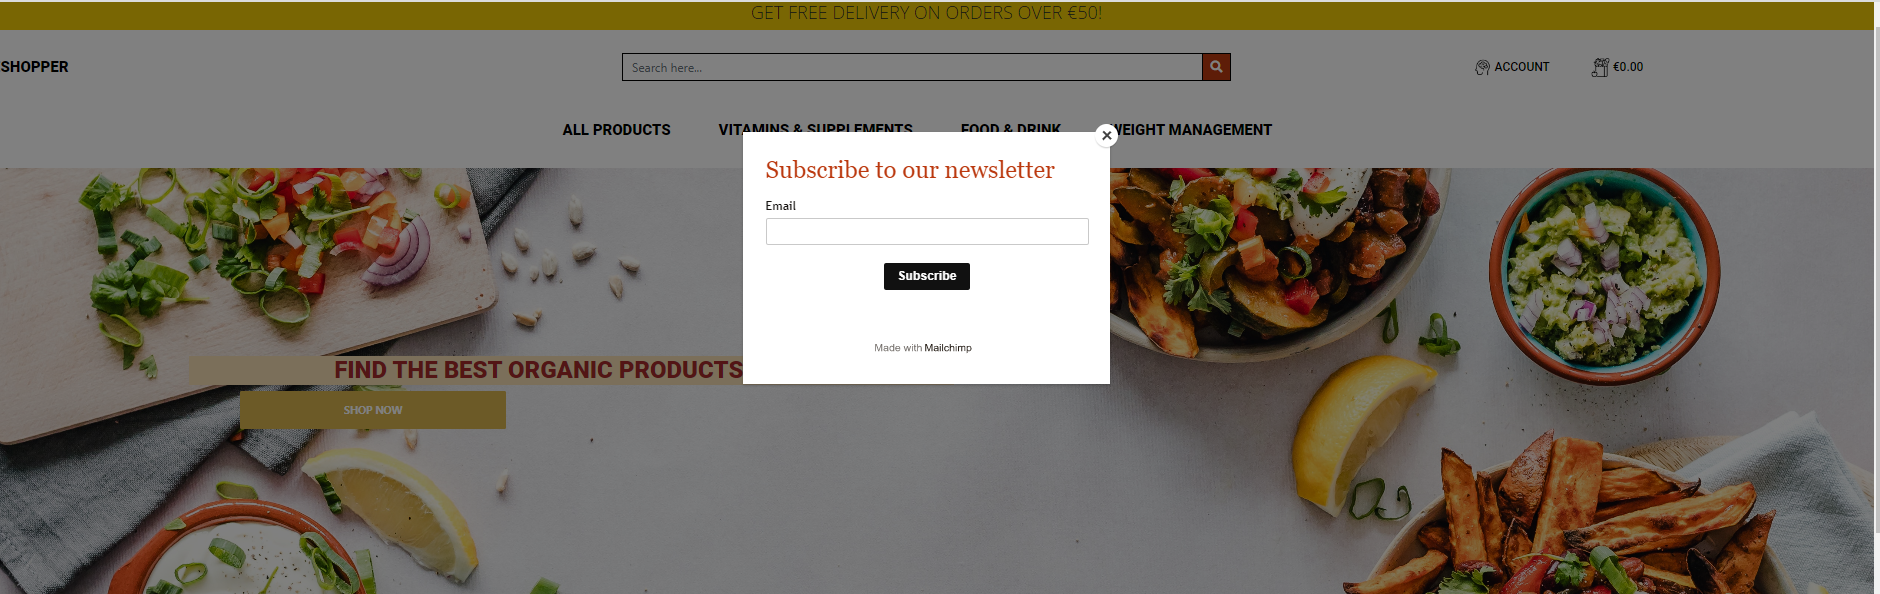 GET FREE DELIVERY ON ORDERS OVER €50!
SHOPPER
Search here...
ACCOUNT
€0.00
ALL PRODUCTS
VITAMINS & SUPPLEMENTS
FOOD & DRINK
WEIGHT MANAGEMENT
Subscribe to our newsletter
Email
Subscribe
Made with Mailchimp
FIND THE BEST ORGANIC PRODUCTS
SHOP NOW